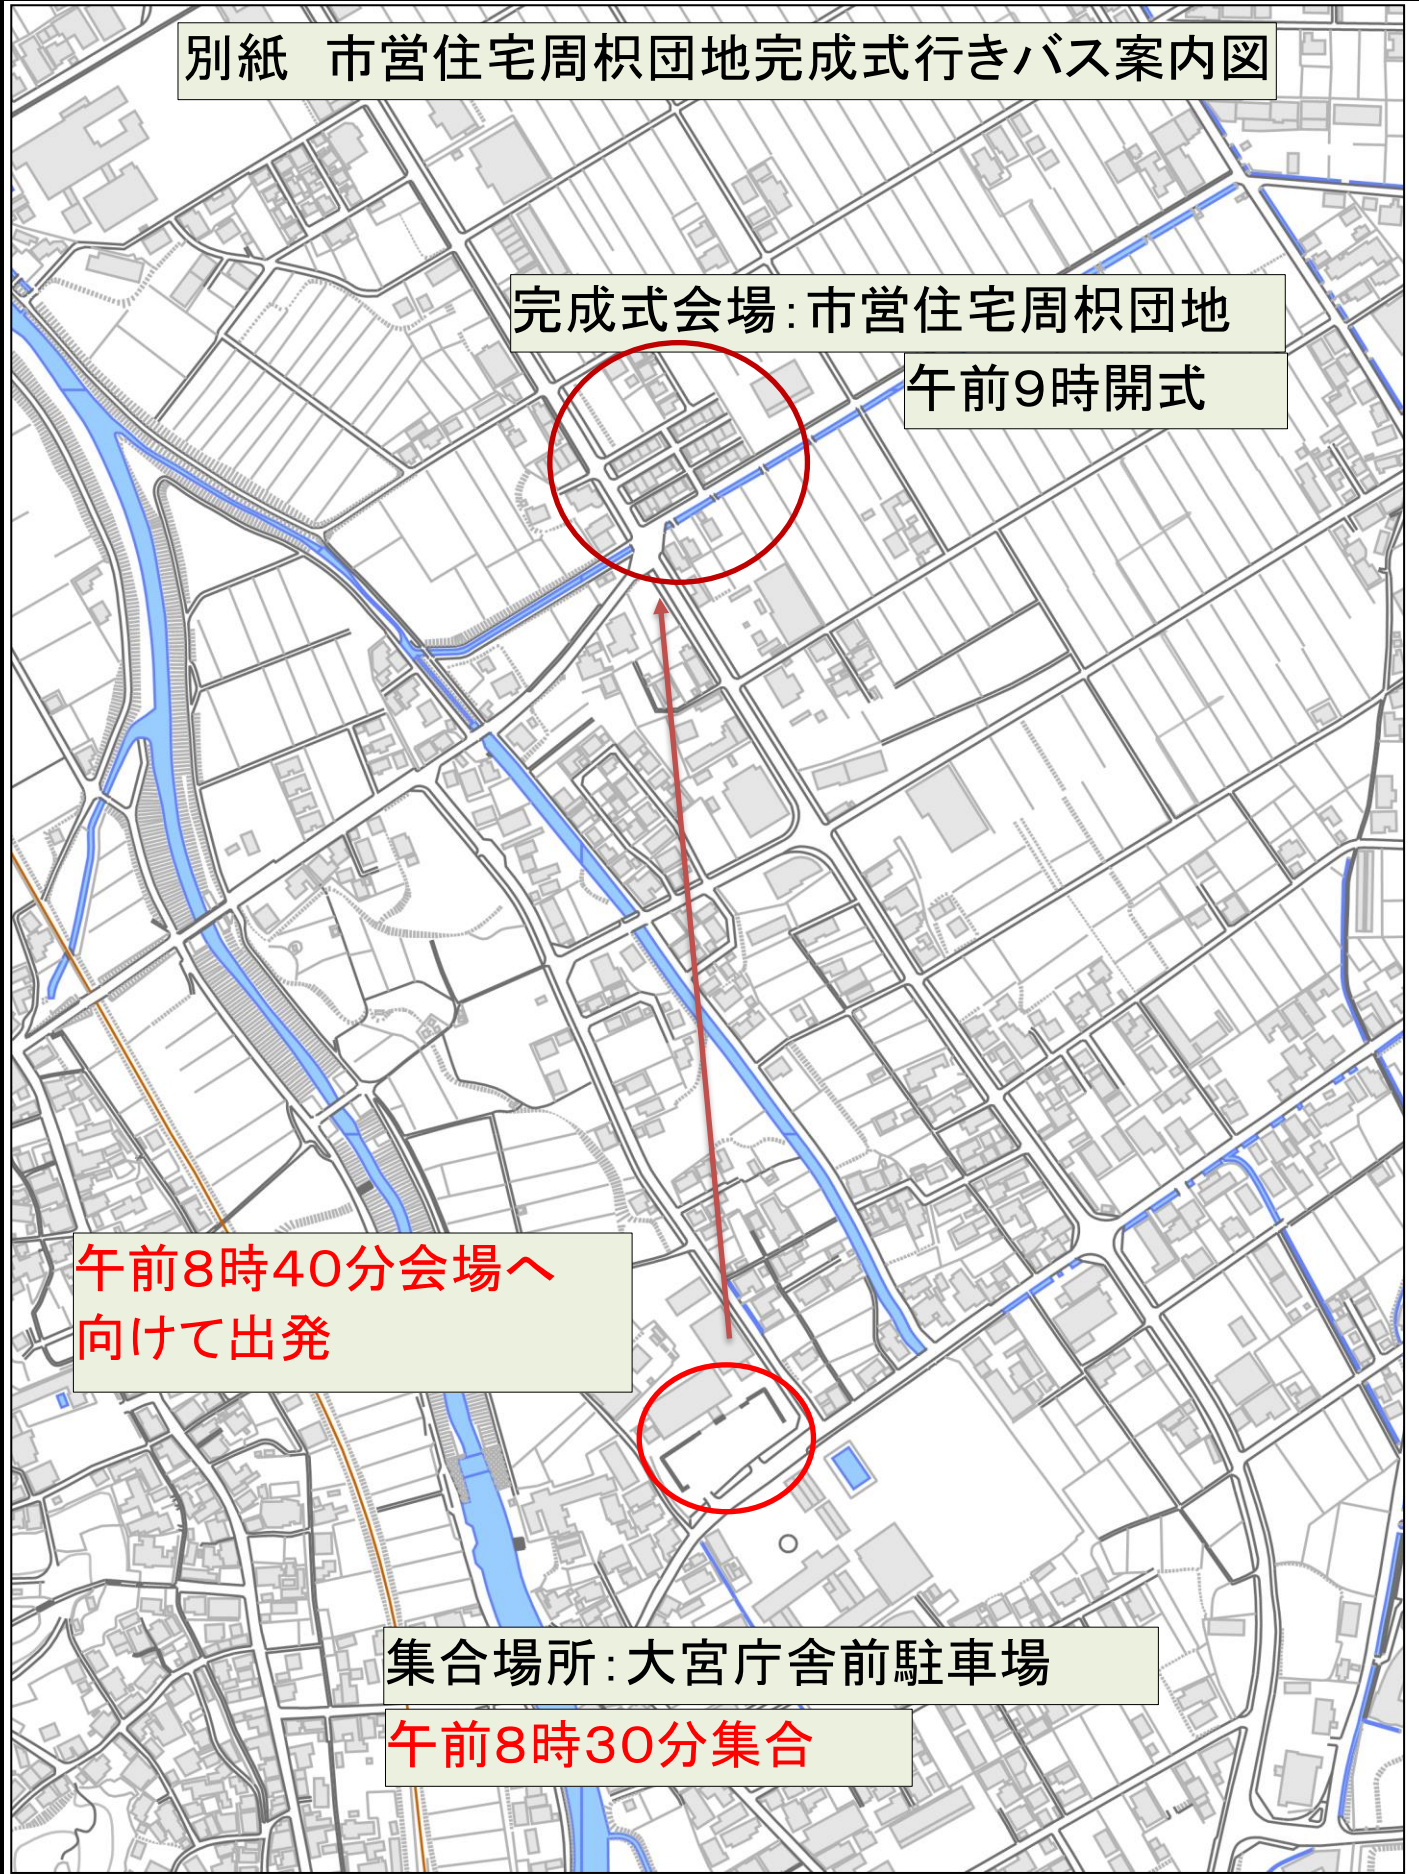 別紙　市営住宅周枳団地完成式行きバス案内図
完成式会場：市営住宅周枳団地
午前９時開式
午前８時４０分会場へ
向けて出発
集合場所：大宮庁舎前駐車場
午前８時３０分集合